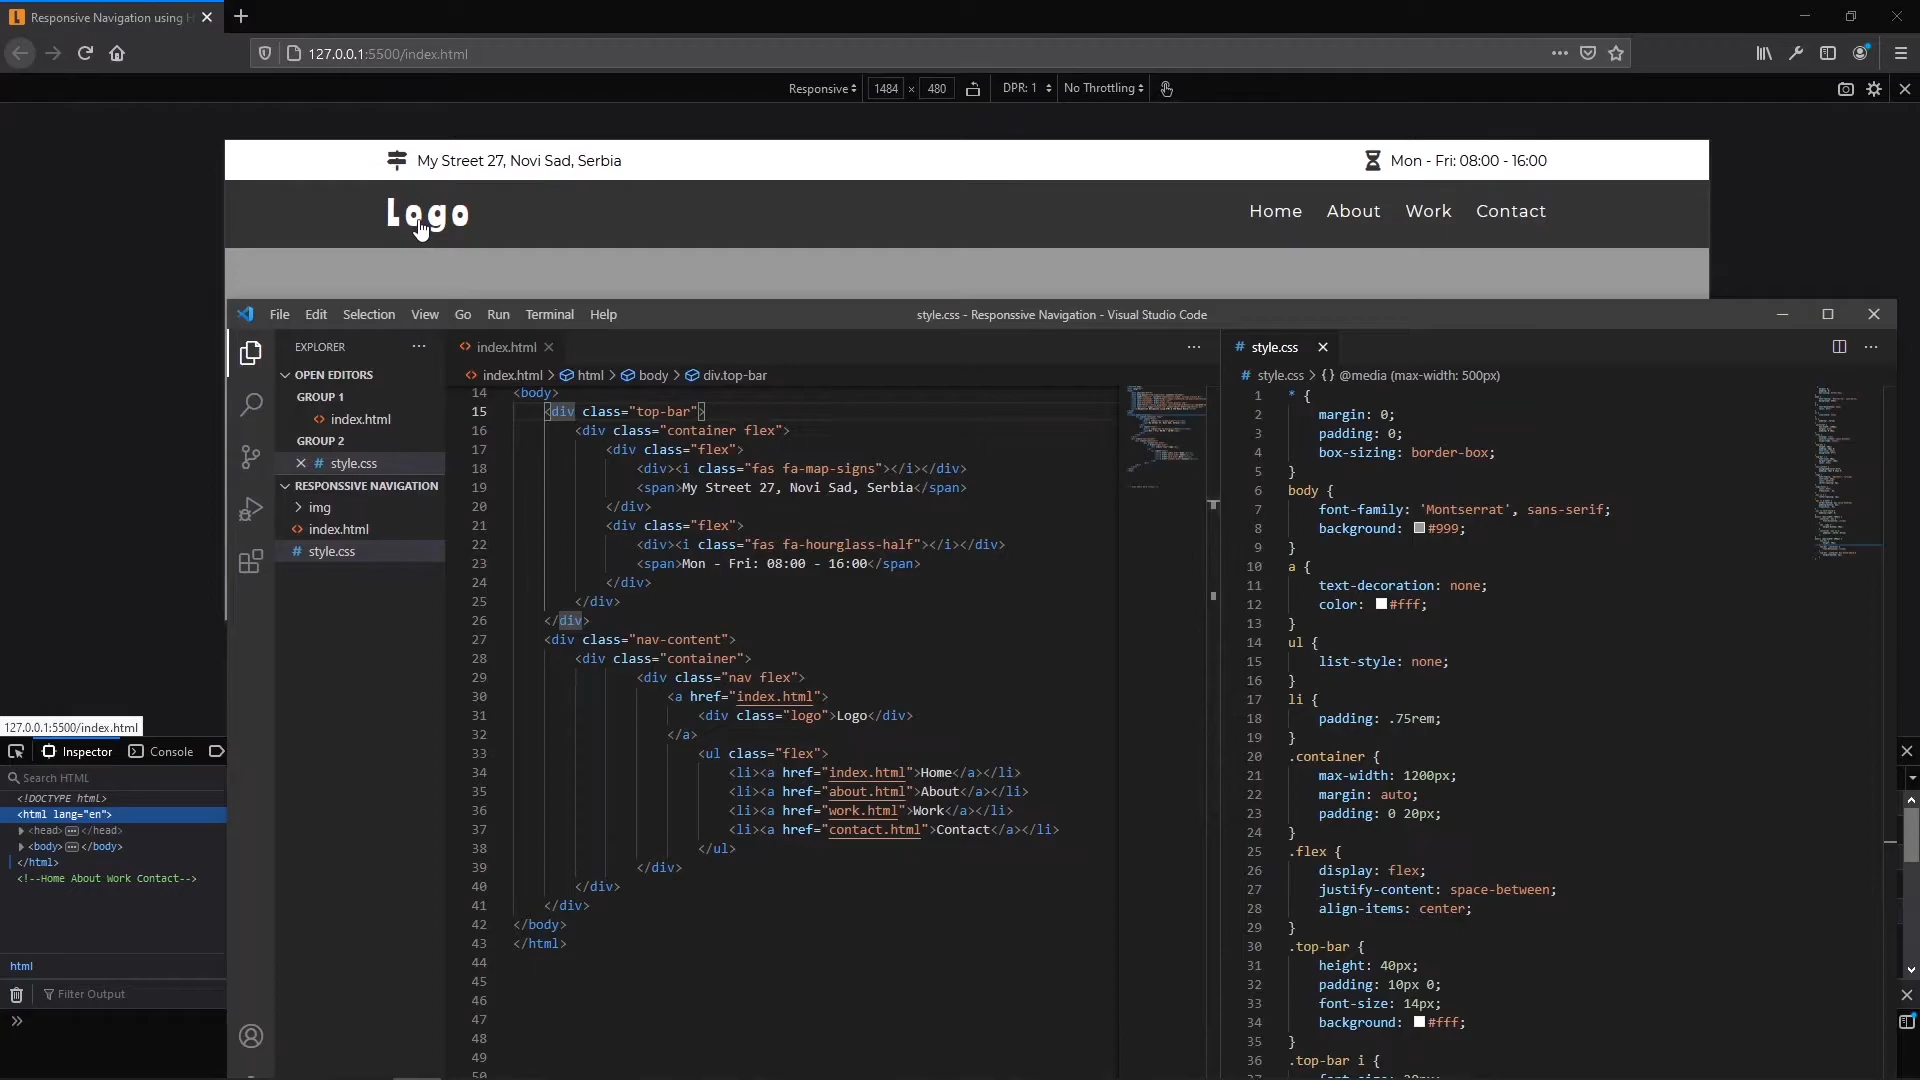 Responsive Navigation using H
127.0.0.1:5500/index.html
Responsive 1484 × 480 DPR: 1 No Throttling
My Street 27, Novi Sad, Serbia
Mon - Fri: 08:00 - 16:00
Logo
Home About Work Contact
File Edit Selection View Go Run Terminal Help
style.css - Responssive Navigation - Visual Studio Code
EXPLORER
OPEN EDITORS
GROUP 1
index.html
GROUP 2
style.css
RESPONSSIVE NAVIGATION
img
index.html
style.css
index.html
index.html > html > body > div.top-bar
14 <body>
15 <div class="top-bar">
16 <div class="container flex">
17 <div class="flex">
18 <div><i class="fas fa-map-signs"></i></div>
19 <span>My Street 27, Novi Sad, Serbia</span>
20 </div>
21 <div class="flex">
22 <div><i class="fas fa-hourglass-half"></i></div>
23 <span>Mon - Fri: 08:00 - 16:00</span>
24 </div>
25 </div>
26 </div>
27 <div class="nav-content">
28 <div class="container">
29 <div class="nav flex">
30 <a href="index.html">
31 <div class="logo">Logo</div>
32 </a>
33 <ul class="flex">
34 <li><a href="index.html">Home</a></li>
35 <li><a href="about.html">About</a></li>
36 <li><a href="work.html">Work</a></li>
37 <li><a href="contact.html">Contact</a></li>
38 </ul>
39 </div>
40 </div>
41 </div>
42 </body>
43 </html>
44
45
46
47
48
49
50
style.css
style.css > {} @media (max-width: 500px)
1 * {
2 margin: 0;
3 padding: 0;
4 box-sizing: border-box;
5 }
6 body {
7 font-family: 'Montserrat', sans-serif;
8 background: #999;
9 }
10 a {
11 text-decoration: none;
12 color: #fff;
13 }
14 ul {
15 list-style: none;
16 }
17 li {
18 padding: .75rem;
19 }
20 .container {
21 max-width: 1200px;
22 margin: auto;
23 padding: 0 20px;
24 }
25 .flex {
26 display: flex;
27 justify-content: space-between;
28 align-items: center;
29 }
30 .top-bar {
31 height: 40px;
32 padding: 10px 0;
33 font-size: 14px;
34 background: #fff;
35 }
36 .top-bar i {
127.0.0.1:5500/index.html
Inspector Console
Search HTML
<!DOCTYPE html>
<html lang="en">
<head> </head>
<body> </body>
</html>
<!--Home About Work Contact-->
html
Filter Output